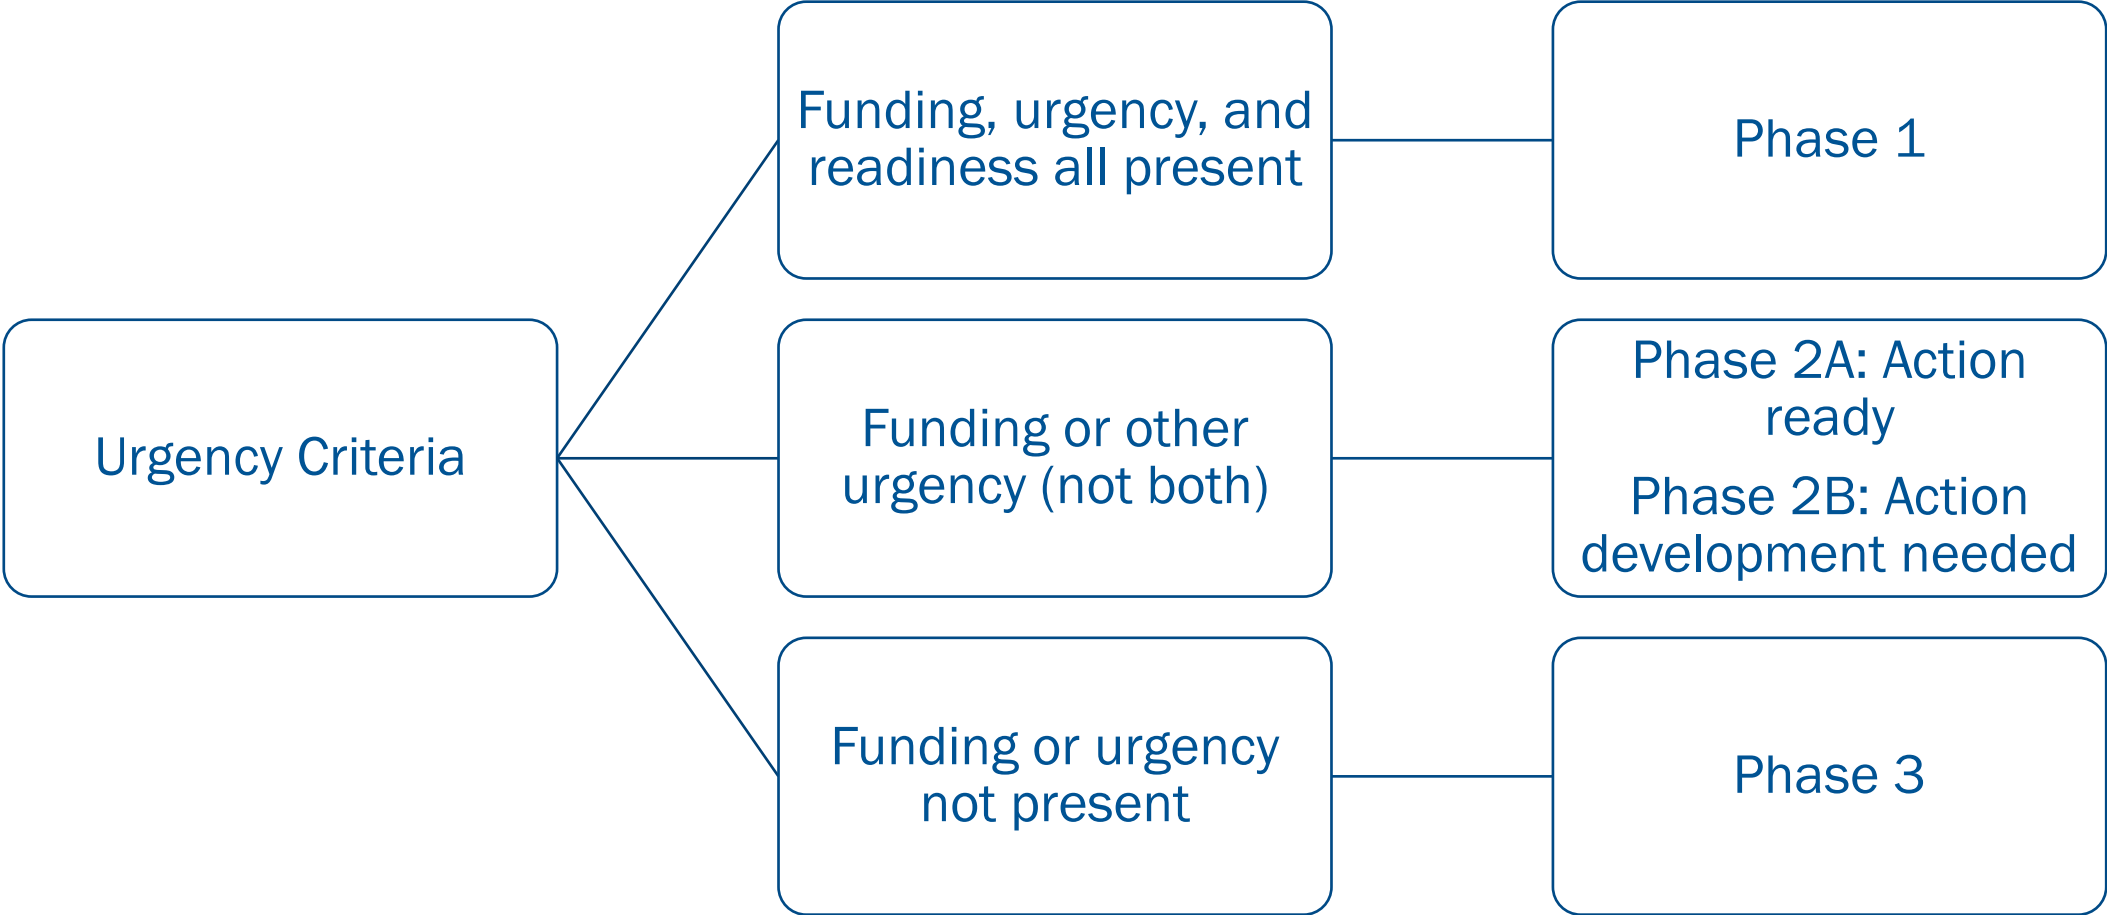 Urgency Criteria
Funding, urgency, and
readiness all present
Phase 1
Funding or other
urgency (not both)
Phase 2A: Action
ready
Phase 2B: Action
development needed
Funding or urgency
not present
Phase 3